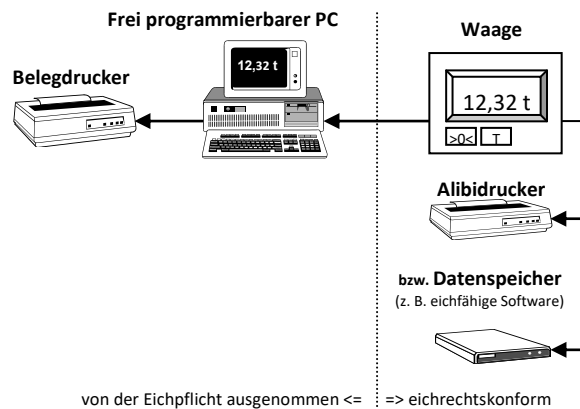 Frei programmierbarer PC
Waage
Belegdrucker
12,32 t
12,32 t
>0< T
Alibidrucker
bzw. Datenspeicher
(z. B. eichfähige Software)
von der Eichpflicht ausgenommen <= => eichrechtskonform